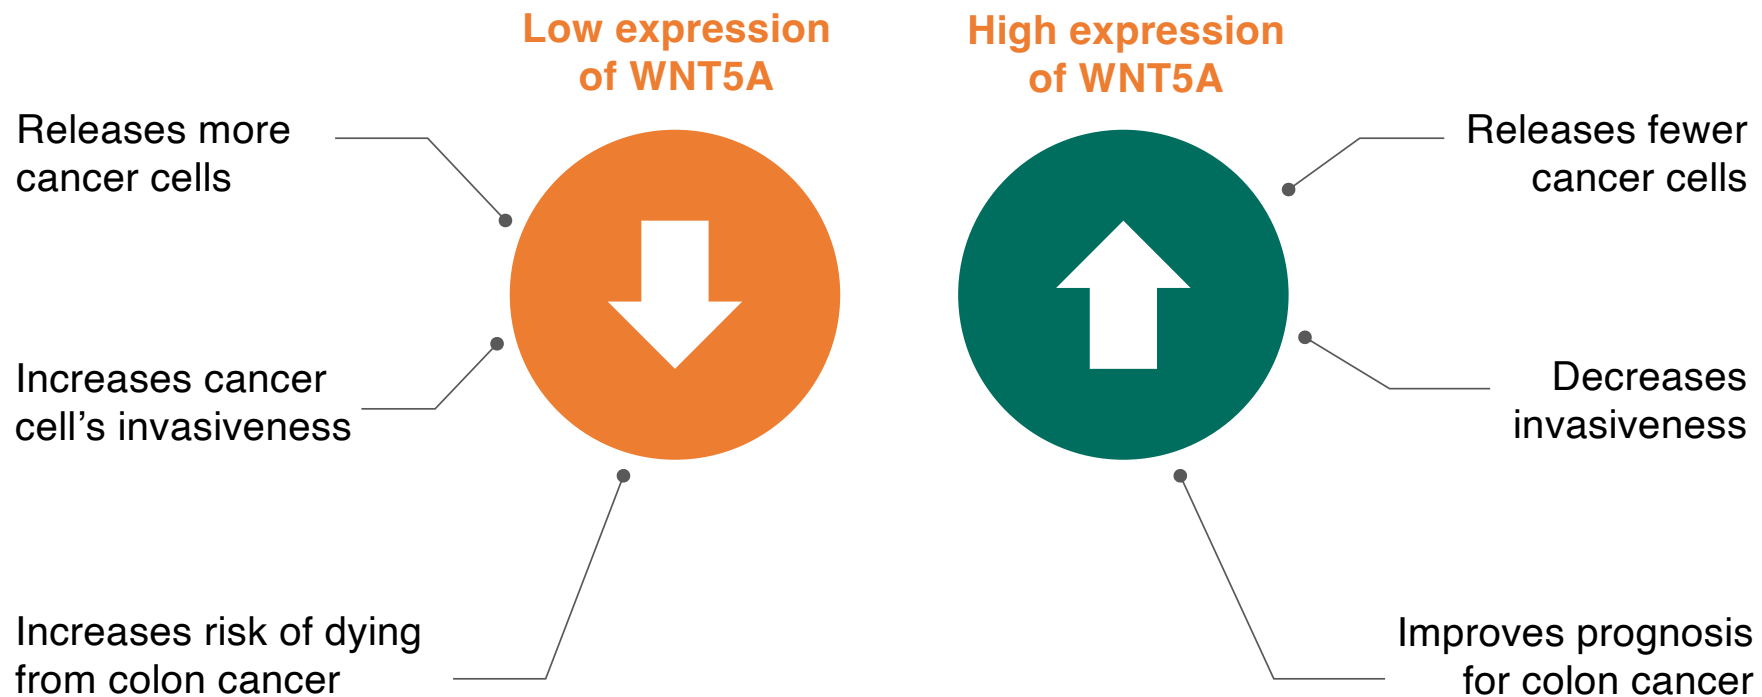 Low expression
of WNT5A
High expression
of WNT5A
Releases more
cancer cells
Increases cancer
cell’s invasiveness
Increases risk of dying
from colon cancer
Releases fewer
cancer cells
Decreases
invasiveness
Improves prognosis
for colon cancer